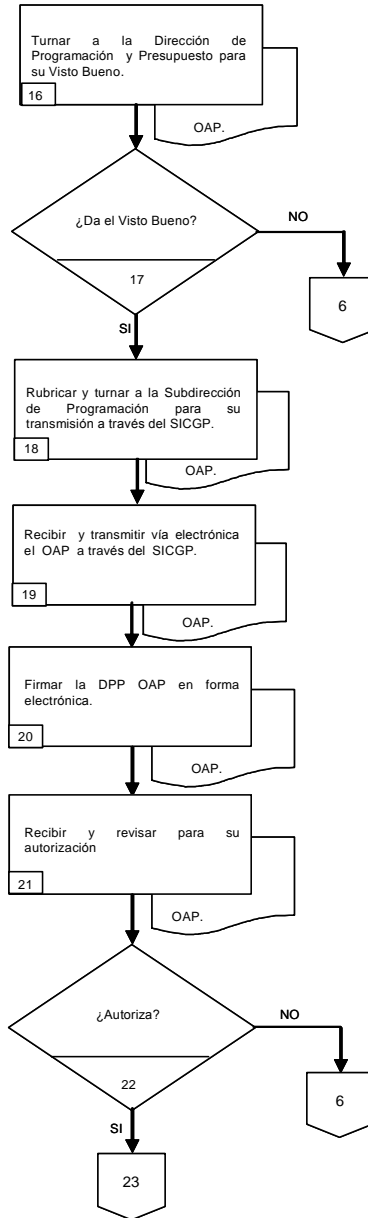 Turnar a la Dirección de
Programación y Presupuesto para
su Visto Bueno.
16
OAP.
¿Da el Visto Bueno?
NO
17
6
SI
Rubricar y turnar a la Subdirección
de Programación para su
transmisión a través del SICGP.
18
OAP.
Recibir y transmitir vía electrónica
el OAP a través del SICGP.
19
OAP.
Firmar la DPP OAP en forma
electrónica.
20
OAP.
Recibir y revisar para su
autorización
21
OAP.
¿Autoriza?
NO
22
6
SI
23